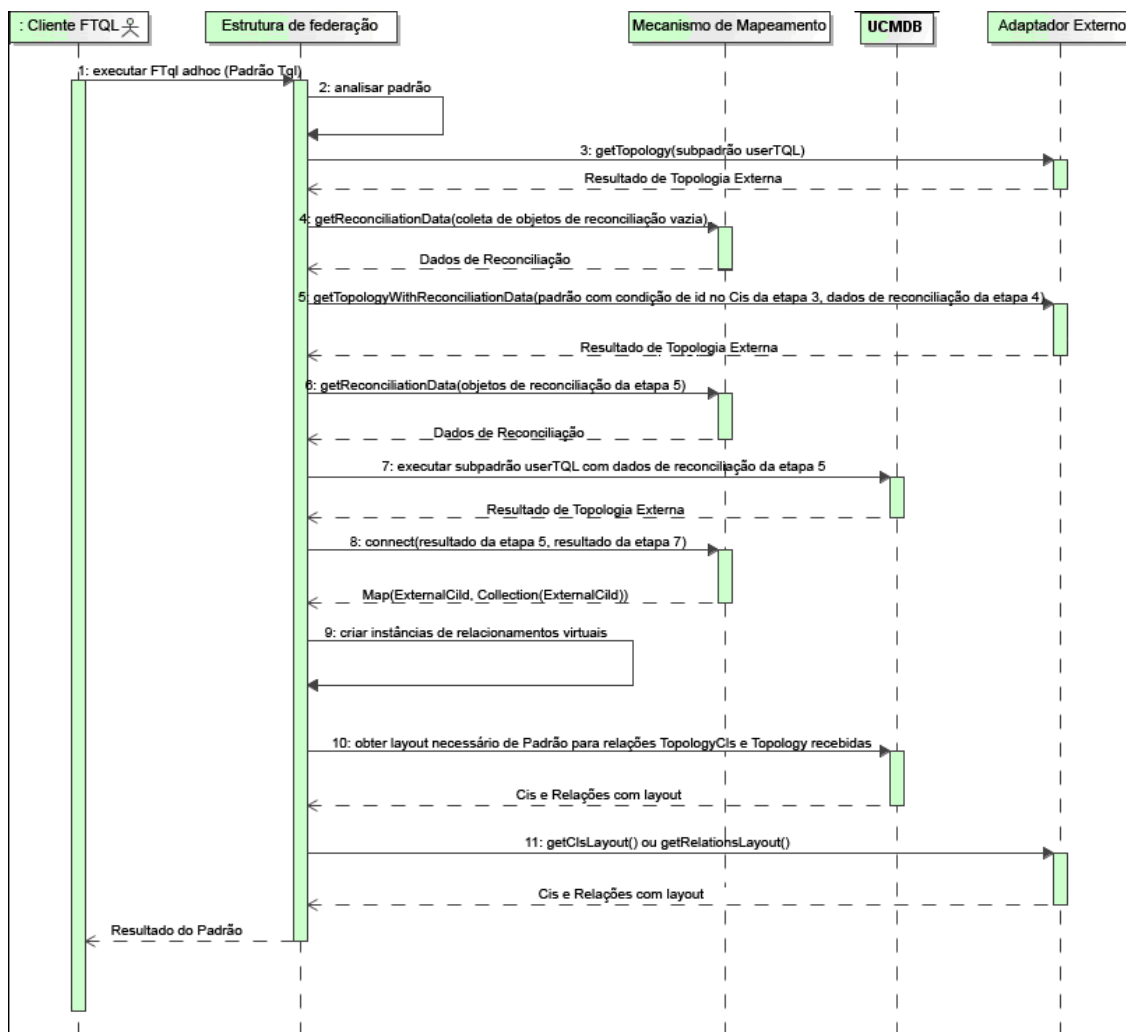 : Cliente FTQL
Estrutura de federação
Mecanismo de Mapeamento
UCMDB
Adaptador Externo
1: executar FTql adhoc (Padrão Tql)
2: analisar padrão
3: getTopology(subpadrão userTQL)
Resultado de Topologia Externa
4: getReconciliationData(coleta de objetos de reconciliação vazia)
Dados de Reconciliação
5: getTopologyWithReconciliationData(padrão com condição de id no Cis da etapa 3, dados de reconciliação da etapa 4)
Resultado de Topologia Externa
6: getReconciliationData(objetos de reconciliação da etapa 5)
Dados de Reconciliação
7: executar subpadrão userTQL com dados de reconciliação da etapa 5
Resultado de Topologia Externa
8: connect(resultado da etapa 5, resultado da etapa 7)
Map(ExternalCiId, Collection(ExternalCiId))
9: criar instâncias de relacionamentos virtuais
10: obter layout necessário de Padrão para relações TopologyCIs e Topology recebidas
Cis e Relações com layout
11: getCIsLayout() ou getRelationsLayout()
Cis e Relações com layout
Resultado do Padrão